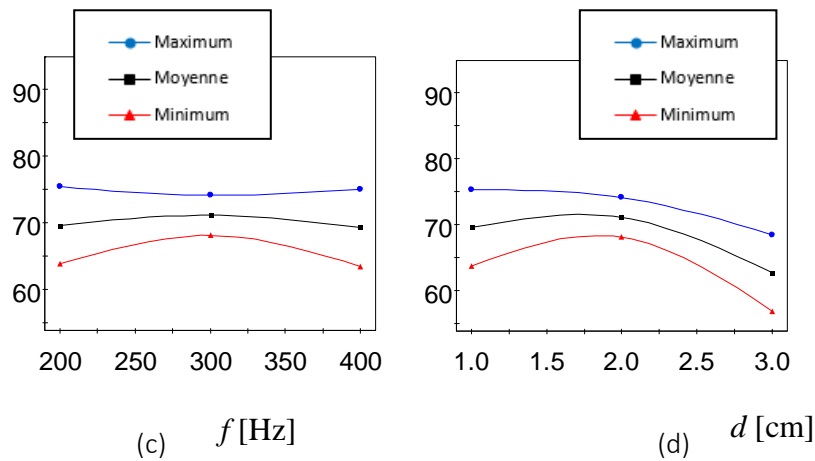 Maximum
Moyenne
Minimum
90
80
70
60
200 250 300 350 400
f [Hz]
(c)
Maximum
Moyenne
Minimum
90
80
70
60
1.0 1.5 2.0 2.5 3.0
d [cm]
(d)